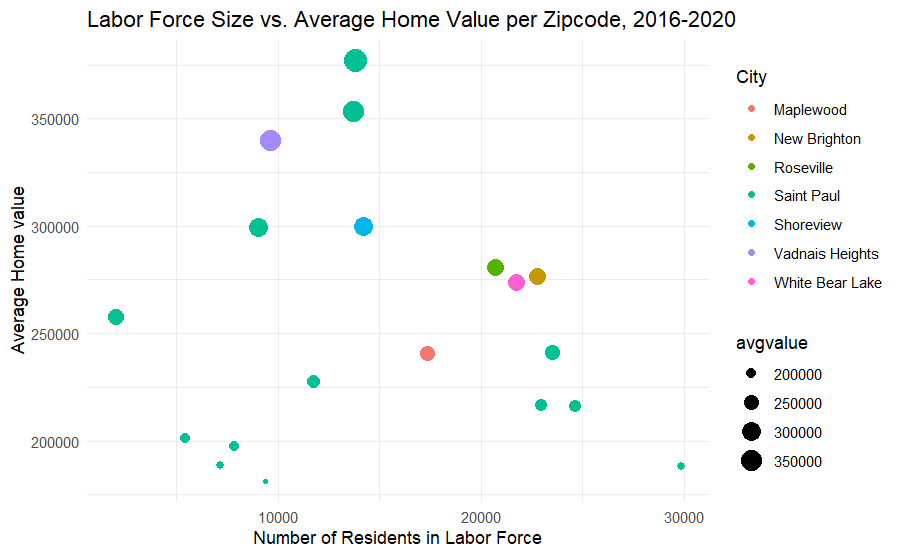 Labor Force Size vs. Average Home Value per Zipcode, 2016-2020
Average Home value
350000
300000
250000
200000
10000
20000
30000
Number of Residents in Labor Force
City
Maplewood
New Brighton
Roseville
Saint Paul
Shoreview
Vadnais Heights
White Bear Lake
avgvalue
200000
250000
300000
350000